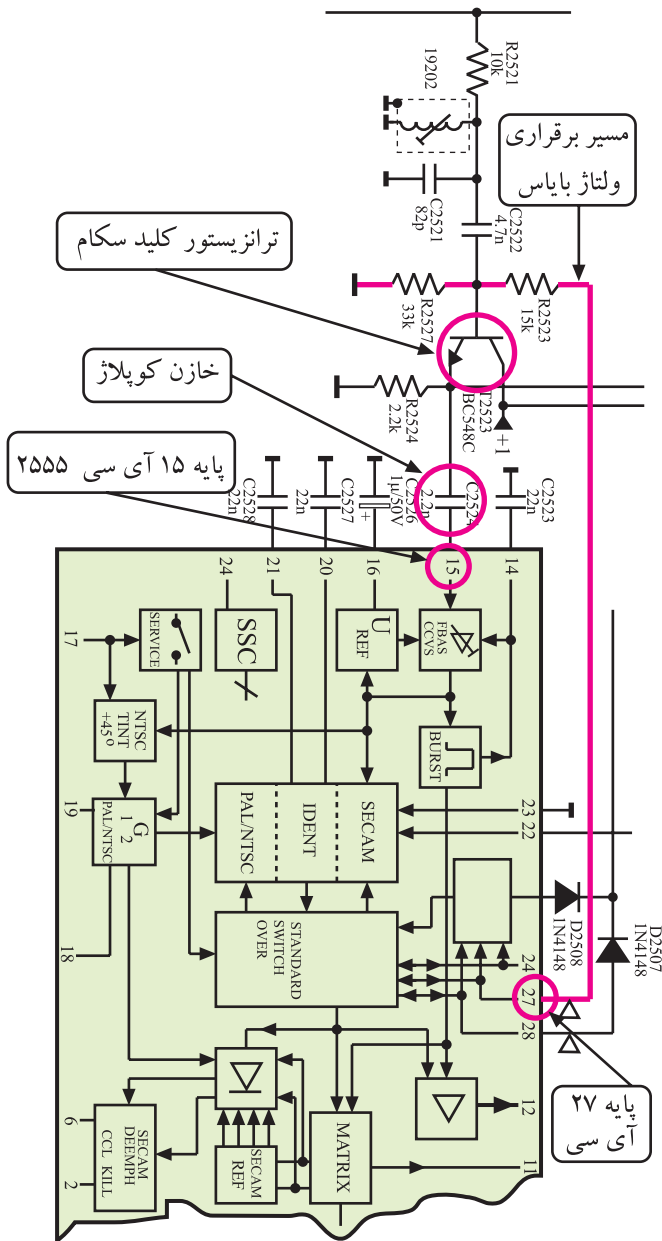 R2521
10k
19202
مسیر برقراری
ولتاژ بایاس
C2521
82p
C2522
4.7n
ترانزیستور کلید سکام
R2527
33k
R2523
15k
خازن کوپلاژ
R2524
2.2k
T2523
BC548C
+1
پایه ۱۵ آی سی ۲۵۵۵
C2528
22n
C2527
22n
C2526
1µ/50V
+
C2524
2.2n
C2523
22n
24
21
20
16
15
14
17
SERVICE
SSC
U
REF
FBAS
CCVS
NTSC
TINT
+45°
BURST
19
G
1 2
PAL/NTSC
PAL/NTSC
IDENT
SECAM
23
22
18
STANDARD
SWITCH
OVER
D2508
1N4148
D2507
1N4148
24
27
28
پایه ۲۷
آی سی
12
6
2
SECAM
DEEMPH
CCL KILL
SECAM
REF
MATRIX
11